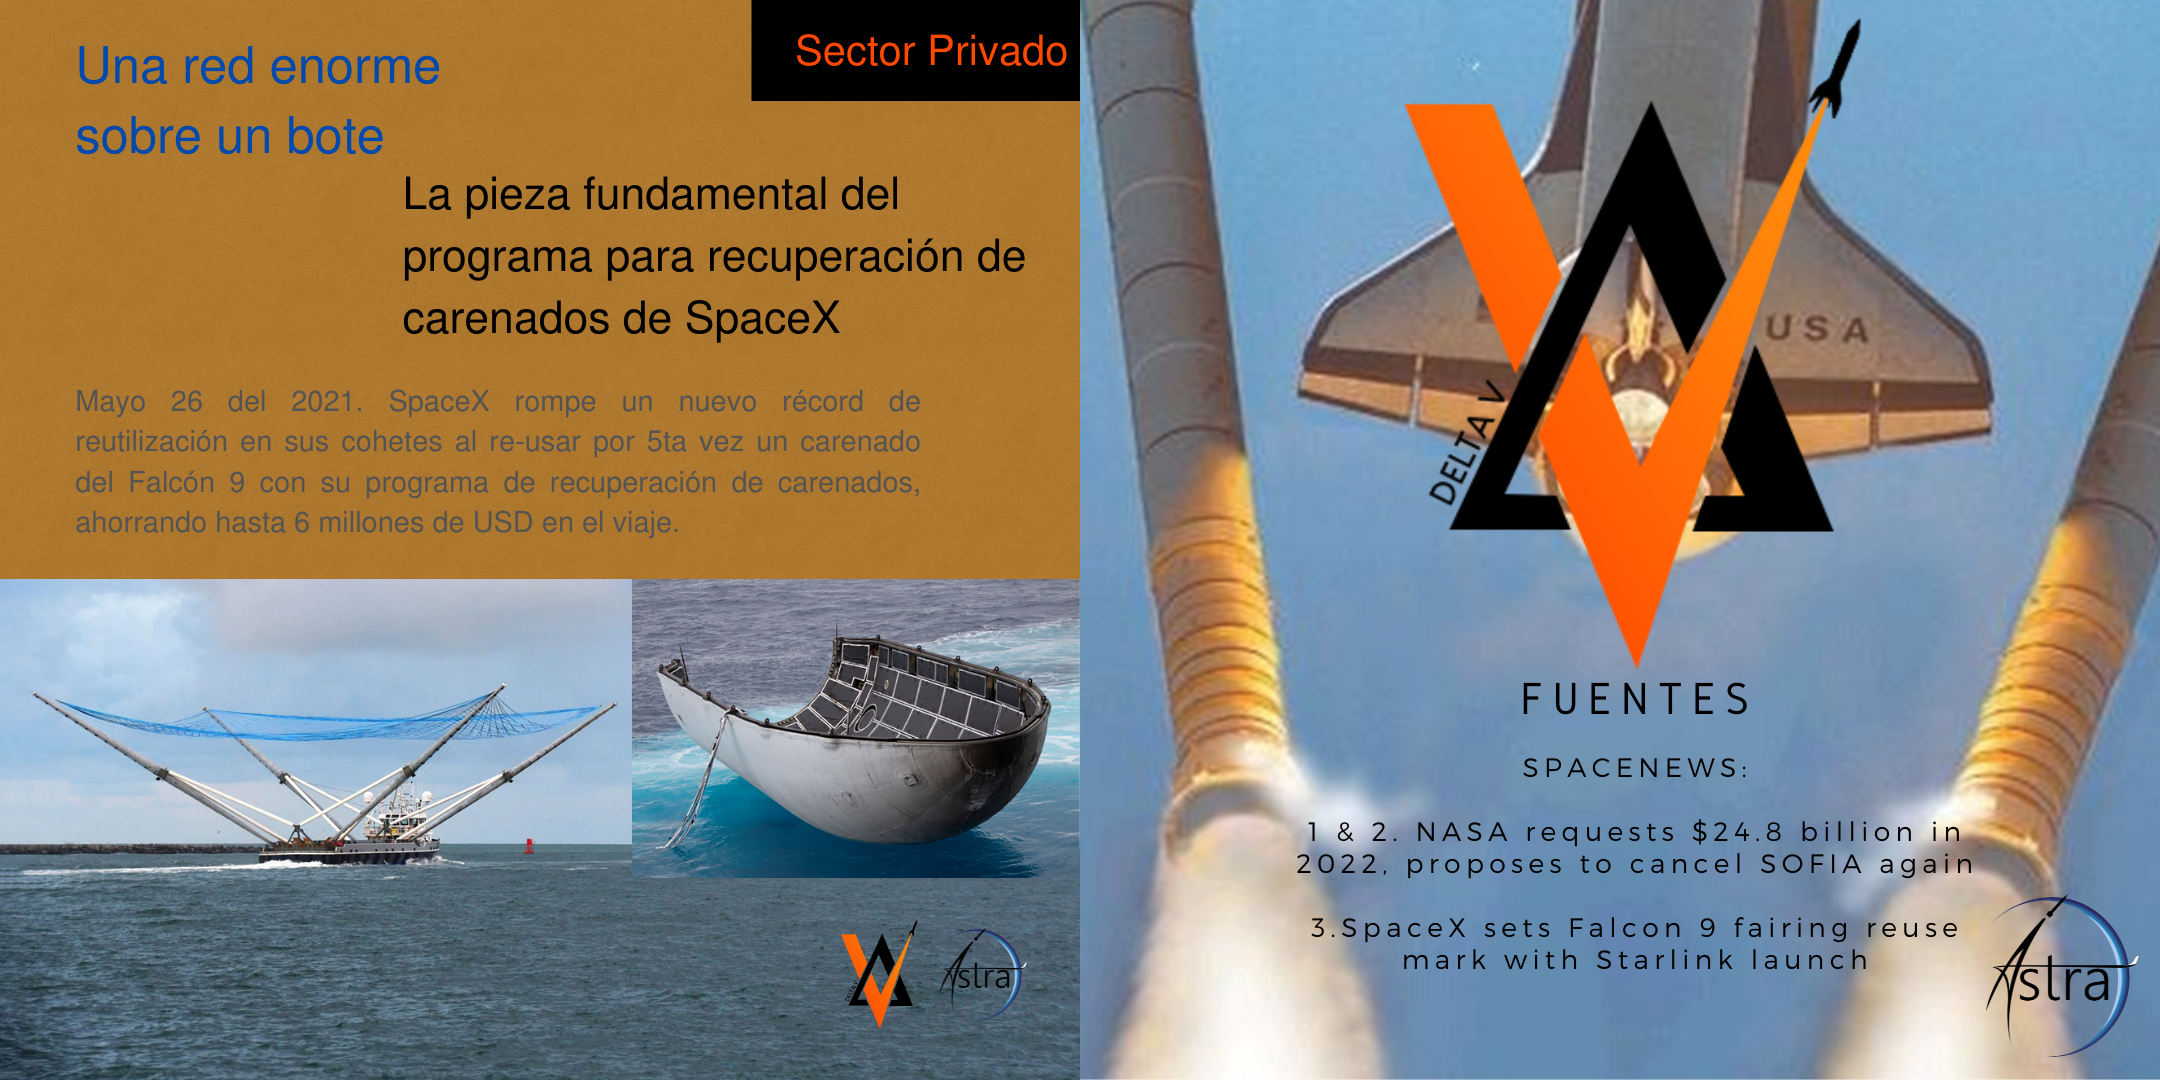 Una red enorme
sobre un bote
Sector Privado
La pieza fundamental del
programa para recuperación de
carenados de SpaceX
Mayo 26 del 2021. SpaceX rompe un nuevo récord de
reutilización en sus cohetes al re-usar por 5ta vez un carenado
del Falcón 9 con su programa de recuperación de carenados,
ahorrando hasta 6 millones de USD en el viaje.
Astra
USA
DELTA V
FUENTES
SPACENEWS:
1 & 2. NASA requests $24.8 billion in
2022, proposes to cancel SOFIA again
3.SpaceX sets Falcon 9 fairing reuse
mark with Starlink launch
Astra